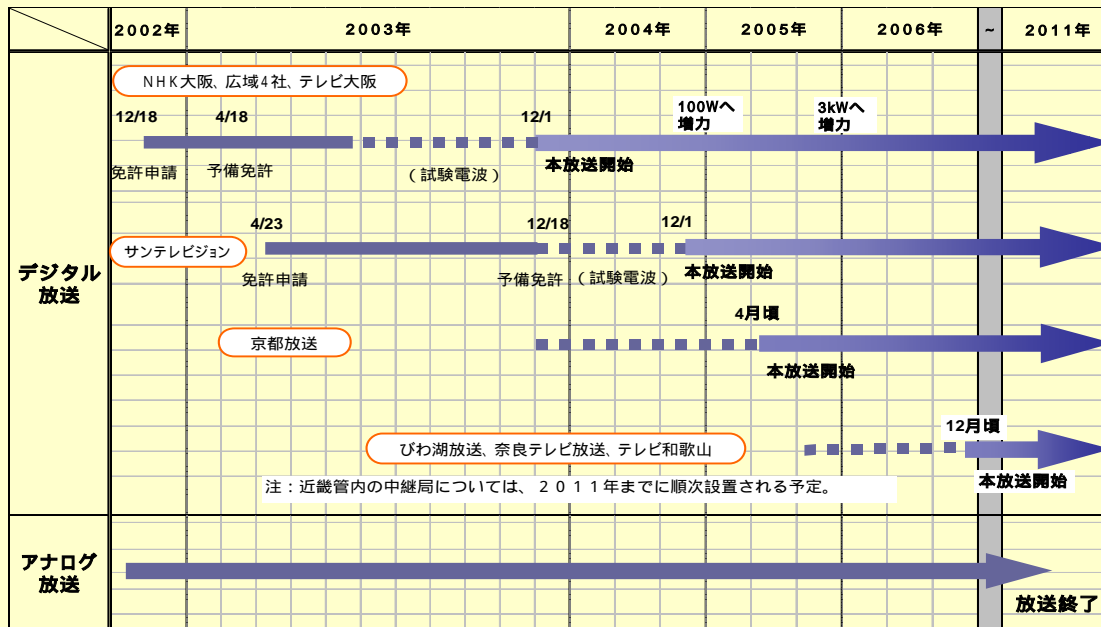 2002年 2003年 2004年 2005年 2006年 ~ 2011年
デジタル
放送
NHK大阪、広域4社、テレビ大阪
12/18 4/18 12/1
100Wへ
増力
3kWへ
増力
免許申請 予備免許 (試験電波) 本放送開始
サンテレビジョン
4/23 12/18 12/1
免許申請 予備免許 (試験電波) 本放送開始
京都放送
4月頃
本放送開始
びわ湖放送、奈良テレビ放送、テレビ和歌山
12月頃
本放送開始
注:近畿管内の中継局については、2011年までに順次設置される予定。
アナログ
放送
放送終了